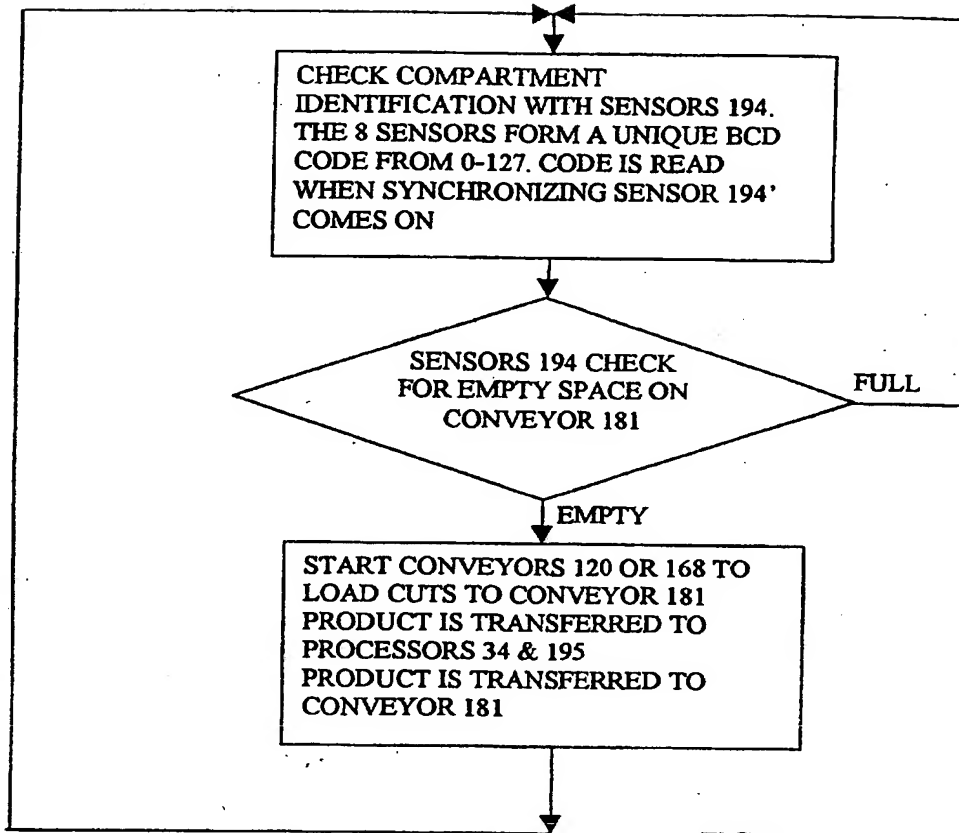 CHECK COMPARTMENT
IDENTIFICATION WITH SENSORS 194.
THE 8 SENSORS FORM A UNIQUE BCD
CODE FROM 0-127. CODE IS READ
WHEN SYNCHRONIZING SENSOR 194'
COMES ON
SENSORS 194 CHECK
FOR EMPTY SPACE ON
CONVEYOR 181
FULL
EMPTY
START CONVEYORS 120 OR 168 TO
LOAD CUTS TO CONVEYOR 181
PRODUCT IS TRANSFERRED TO
PROCESSORS 34 & 195
PRODUCT IS TRANSFERRED TO
CONVEYOR 181